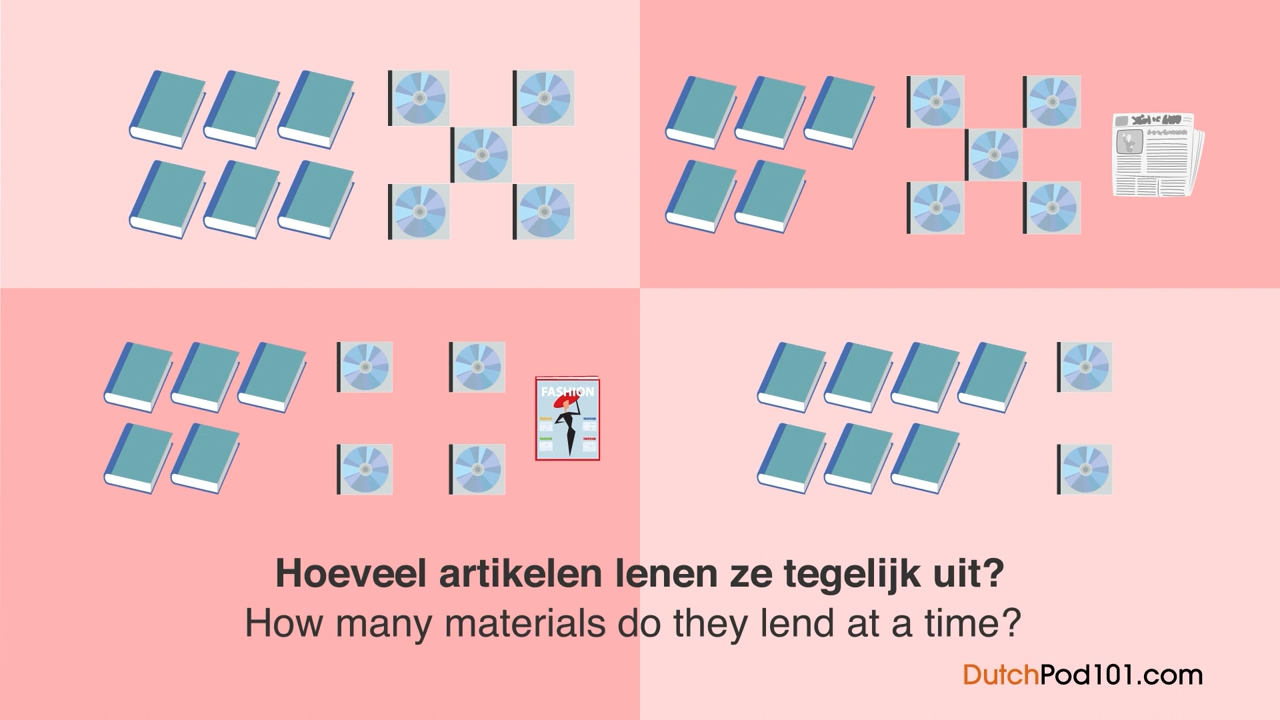 FASHION
Hoeveel artikelen lenen ze tegelijk uit?
How many materials do they lend at a time?
DutchPod101.com